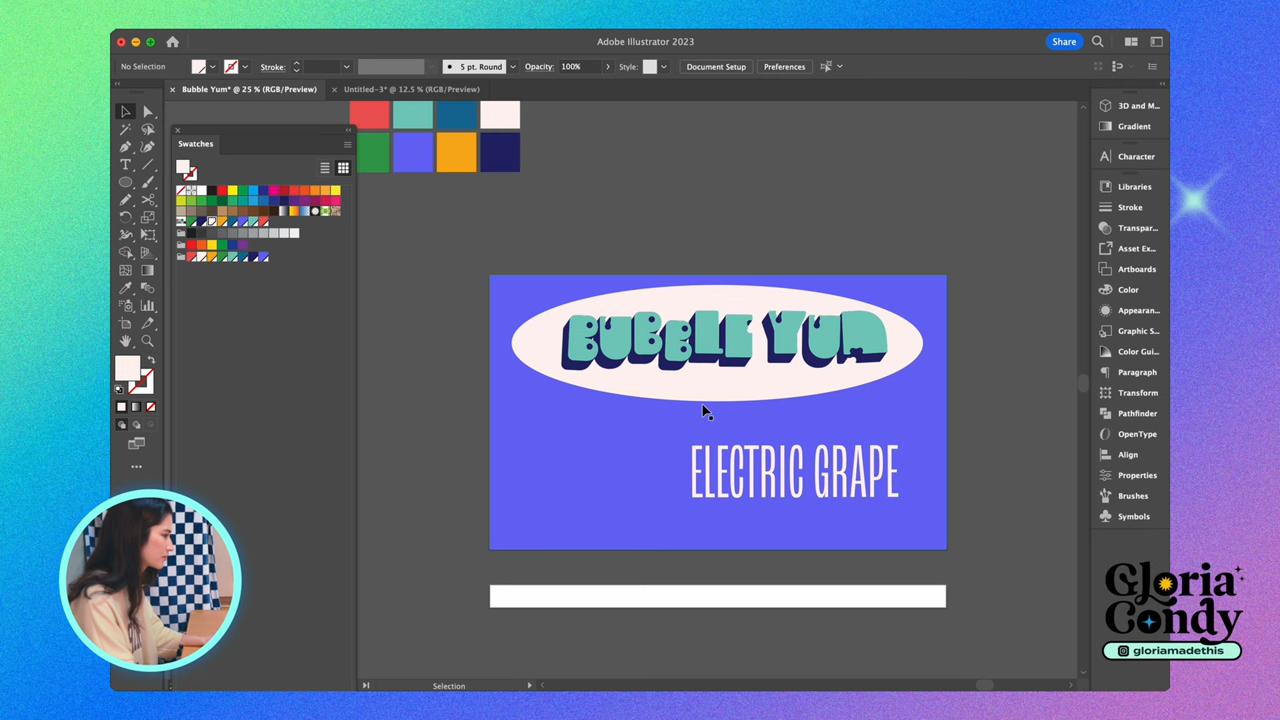 Adobe Illustrator 2023
Share
No Selection
Stroke:
5 pt. Round
Opacity: 100%
Style:
Document Setup
Preferences
Bubble Yum* @ 25 % (RGB/Preview)
Untitled-3* @ 12.5 % (RGB/Preview)
Swatches
BUBBLE YUM
ELECTRIC GRAPE
Selection
3D and M...
Gradient
Character
Libraries
Stroke
Transpar...
Asset Ex...
Artboards
Color
Appearan...
Graphic S...
Color Gui...
Paragraph
Transform
Pathfinder
OpenType
Align
Properties
Brushes
Symbols
Gloria
Condy
gloriamadethis